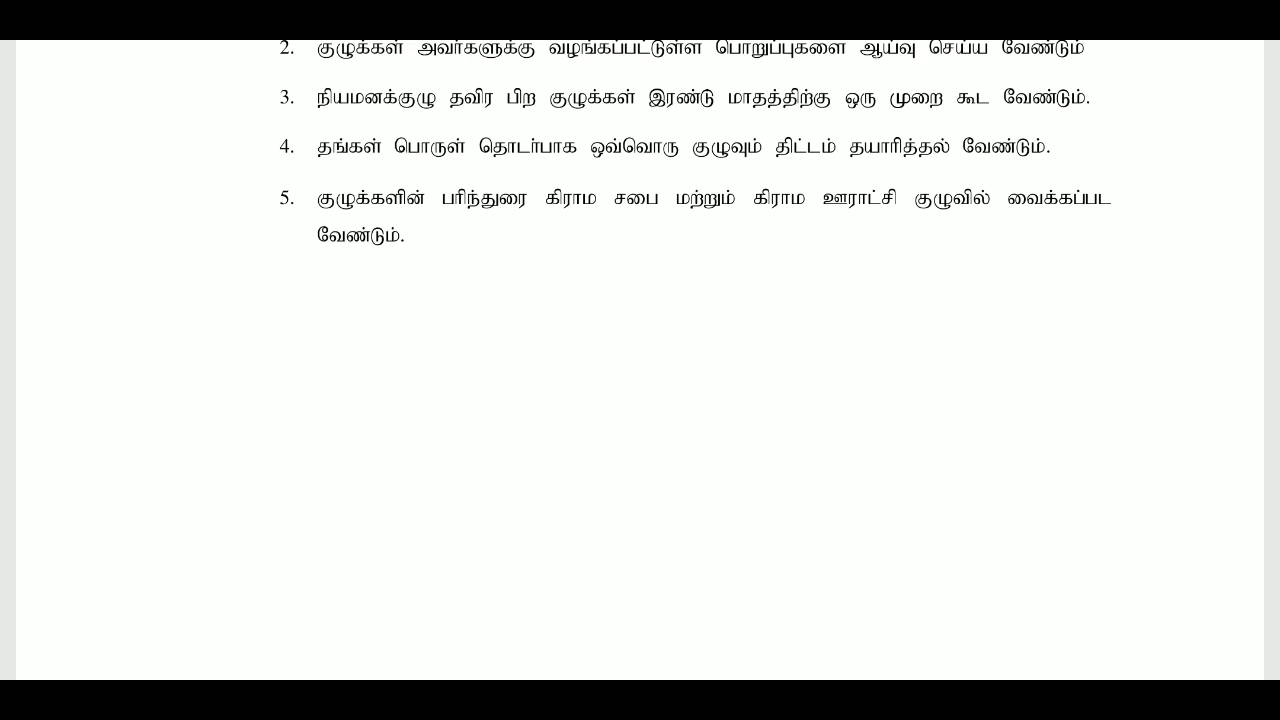 2. குழுக்கள் அவர்களுக்கு வழங்கப்பட்டுள்ள பொறுப்புகளை ஆய்வு செய்ய வேண்டும்
3. நியமனக்குழு தவிர பிற குழுக்கள் இரண்டு மாதத்திற்கு ஒரு முறை கூட வேண்டும்.
4. தங்கள் பொருள் தொடர்பாக ஒவ்வொரு குழுவும் திட்டம் தயாரித்தல் வேண்டும்.
5. குழுக்களின் பரிந்துரை கிராம சபை மற்றும் கிராம ஊராட்சி குழுவில் வைக்கப்பட
வேண்டும்.